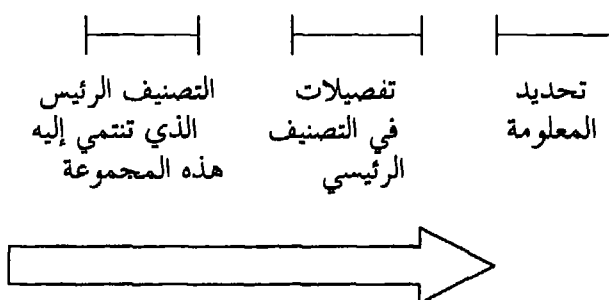 تحديد
المعلومة
تفصيلات
في التصنيف
الرئيسي
التصنيف الرئيس
الذي تنتمي إليه
هذه المجموعة